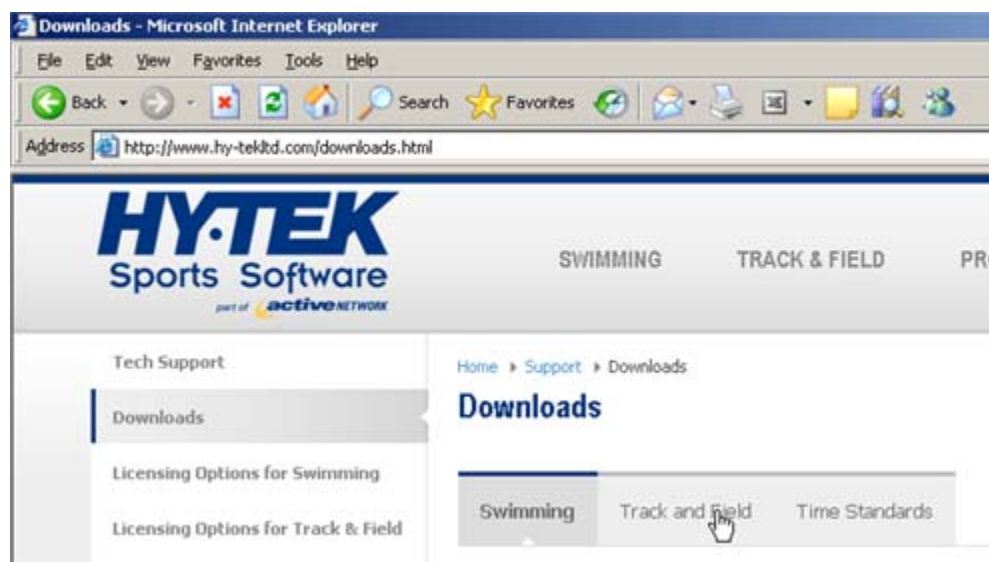 Downloads - Microsoft Internet Explorer
File Edit View Favorites Tools Help
Back Search Favorites
Address http://www.hy-tekltd.com/downloads.html
HY·TEK
Sports Software
part of active NETWORK
SWIMMING TRACK & FIELD PR
Tech Support
Downloads
Licensing Options for Swimming
Licensing Options for Track & Field
Home Support Downloads
Downloads
Swimming Track and Field Time Standards